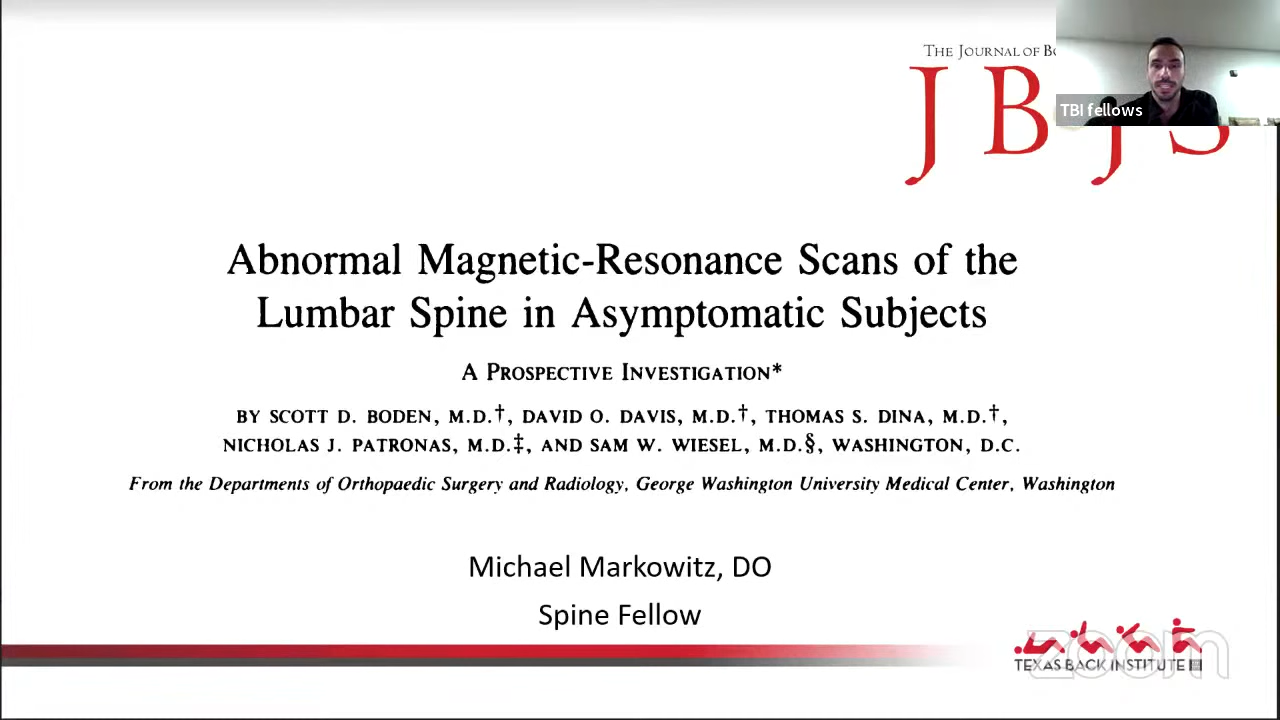 THE JOURNAL OF
J B J S
TBI fellows
Abnormal Magnetic-Resonance Scans of the
Lumbar Spine in Asymptomatic Subjects
A PROSPECTIVE INVESTIGATION*
BY SCOTT D. BODEN, M.D.†, DAVID O. DAVIS, M.D.†, THOMAS S. DINA, M.D.†,
NICHOLAS J. PATRONAS, M.D.‡, AND SAM W. WIESEL, M.D.§, WASHINGTON, D.C.
From the Departments of Orthopaedic Surgery and Radiology, George Washington University Medical Center, Washington
Michael Markowitz, DO
Spine Fellow
zoom
TEXAS BACK INSTITUTE